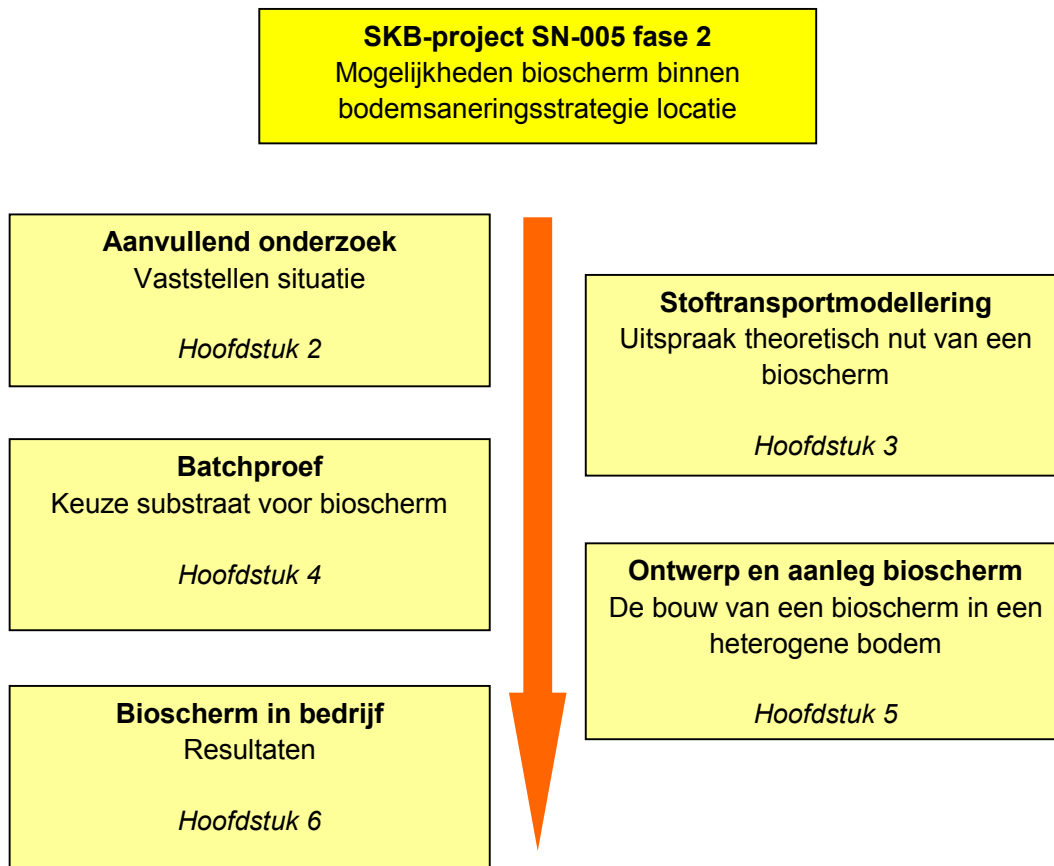 SKB-project SN-005 fase 2
Mogelijkheden bioscherm binnen
bodemsaneringsstrategie locatie
Aanvullend onderzoek
Vaststellen situatie
Hoofdstuk 2
Stoftransportmodellering
Uitspraak theoretisch nut van een
bioscherm
Hoofdstuk 3
Batchproef
Keuze substraat voor bioscherm
Hoofdstuk 4
Ontwerp en aanleg bioscherm
De bouw van een bioscherm in een
heterogene bodem
Hoofdstuk 5
Bioscherm in bedrijf
Resultaten
Hoofdstuk 6